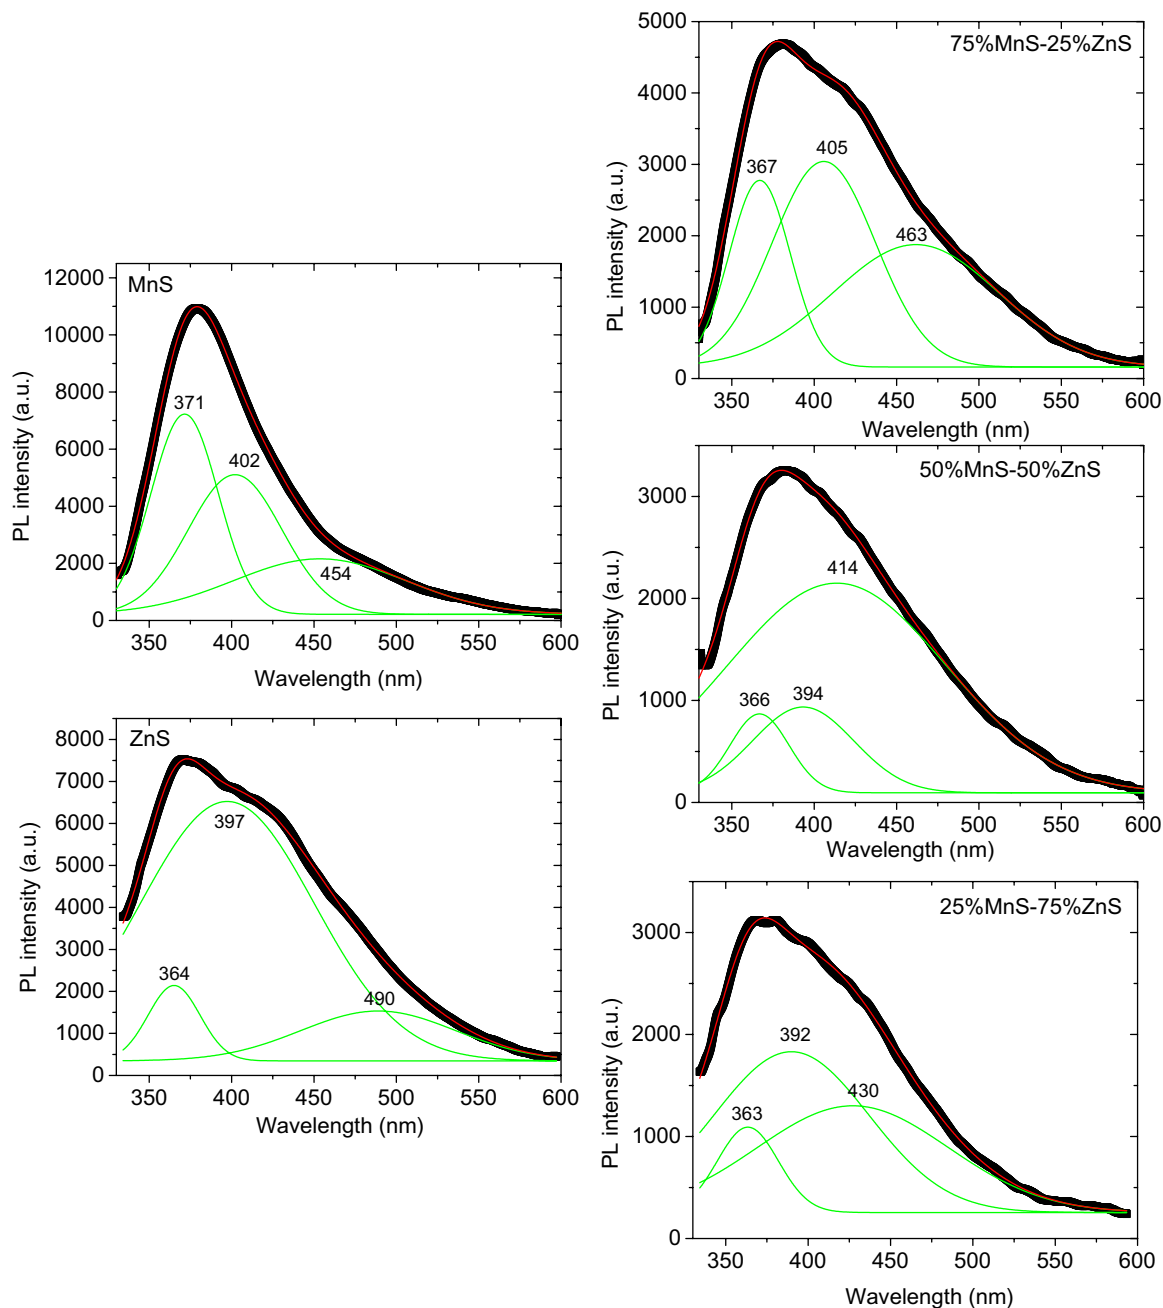 MnS
PL intensity (a.u.)
12000
10000
8000
6000
4000
2000
0
371
402
454
350 400 450 500 550 600
Wavelength (nm)
ZnS
PL intensity (a.u.)
8000
7000
6000
5000
4000
3000
2000
1000
0
397
364
490
350 400 450 500 550 600
Wavelength (nm)
75%MnS-25%ZnS
PL intensity (a.u.)
5000
4000
3000
2000
1000
0
367
405
463
350 400 450 500 550 600
Wavelength (nm)
50%MnS-50%ZnS
PL intensity (a.u.)
3000
2000
1000
0
414
366
394
350 400 450 500 550 600
Wavelength (nm)
25%MnS-75%ZnS
PL intensity (a.u.)
3000
2000
1000
0
392
430
363
350 400 450 500 550 600
Wavelength (nm)